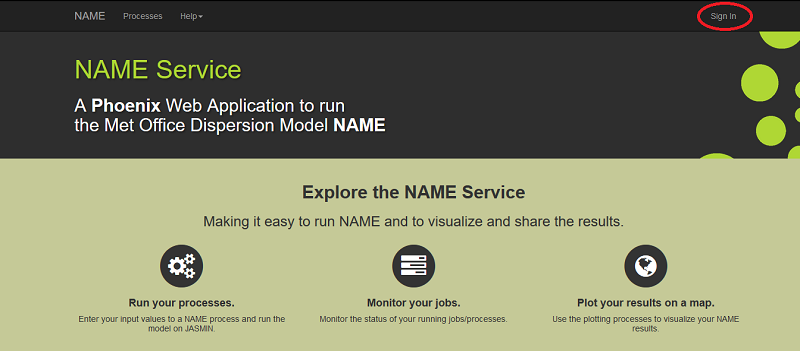 NAME Processes Help Sign In
NAME Service
A Phoenix Web Application to run
the Met Office Dispersion Model NAME
Explore the NAME Service
Making it easy to run NAME and to visualize and share the results.
Run your processes.
Enter your input values to a NAME process and run the
model on JASMIN.
Monitor your jobs.
Monitor the status of your running jobs/processes.
Plot your results on a map.
Use the plotting processes to visualize your NAME
results.